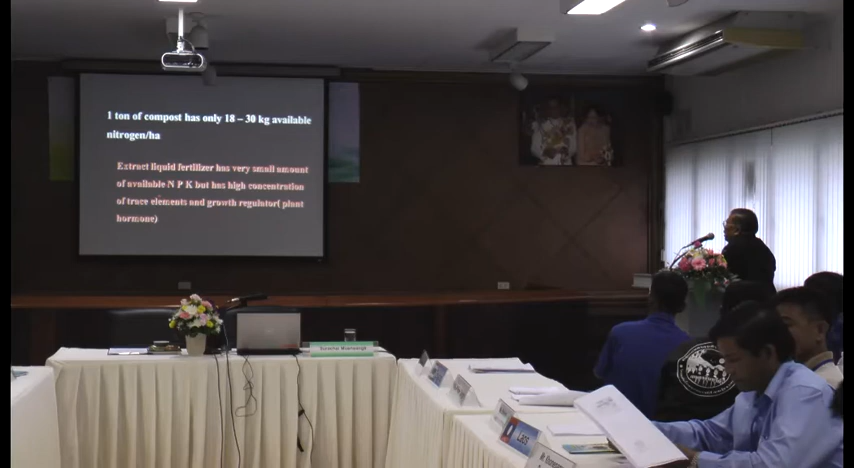 1 ton of compost has only 18 – 30 kg available
nitrogen/ha
Extract liquid fertilizer has very small amount
of available N P K but has high concentration
of trace elements and growth regulator( plant
hormone)
Laos